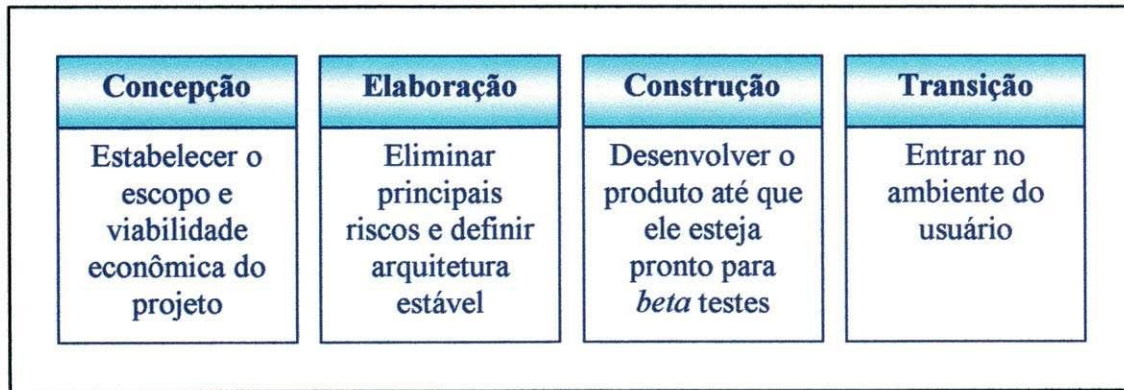 Concepção
Estabelecer o
escopo e
viabilidade
econômica do
projeto
Elaboração
Eliminar
principais
riscos e definir
arquitetura
estável
Construção
Desenvolver o
produto até que
ele esteja
pronto para
beta testes
Transição
Entrar no
ambiente do
usuário